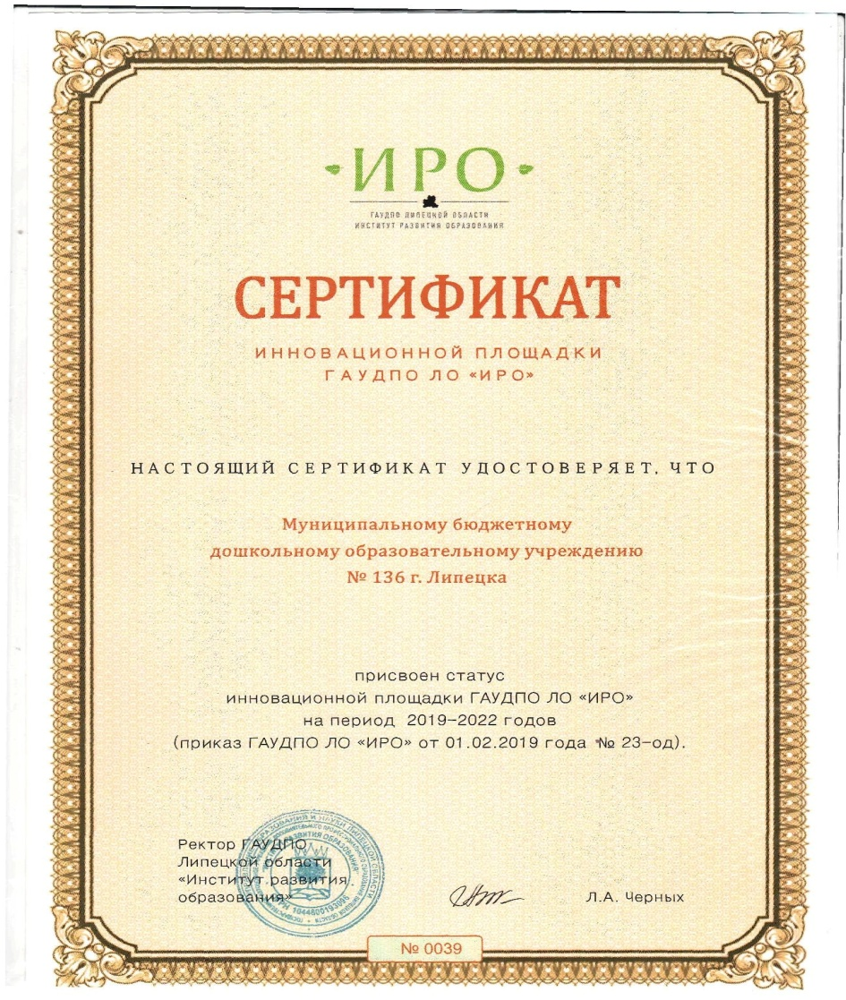 ИРО
ГАУДПО ЛИПЕЦКОЙ ОБЛАСТИ
ИНСТИТУТ РАЗВИТИЯ ОБРАЗОВАНИЯ
СЕРТИФИКАТ
ИННОВАЦИОННОЙ ПЛОЩАДКИ
ГАУДПО ЛО «ИРО»
НАСТОЯЩИЙ СЕРТИФИКАТ УДОСТОВЕРЯЕТ, ЧТО
Муниципальному бюджетному
дошкольному образовательному учреждению
№ 136 г. Липецка
присвоен статус
инновационной площадки ГАУДПО ЛО «ИРО»
на период 2019–2022 годов
(приказ ГАУДПО ЛО «ИРО» от 01.02.2019 года № 23–од).
Ректор ГАУДПО
Липецкой области
«Институт развития
образования»
Л.А. Черных
№ 0039